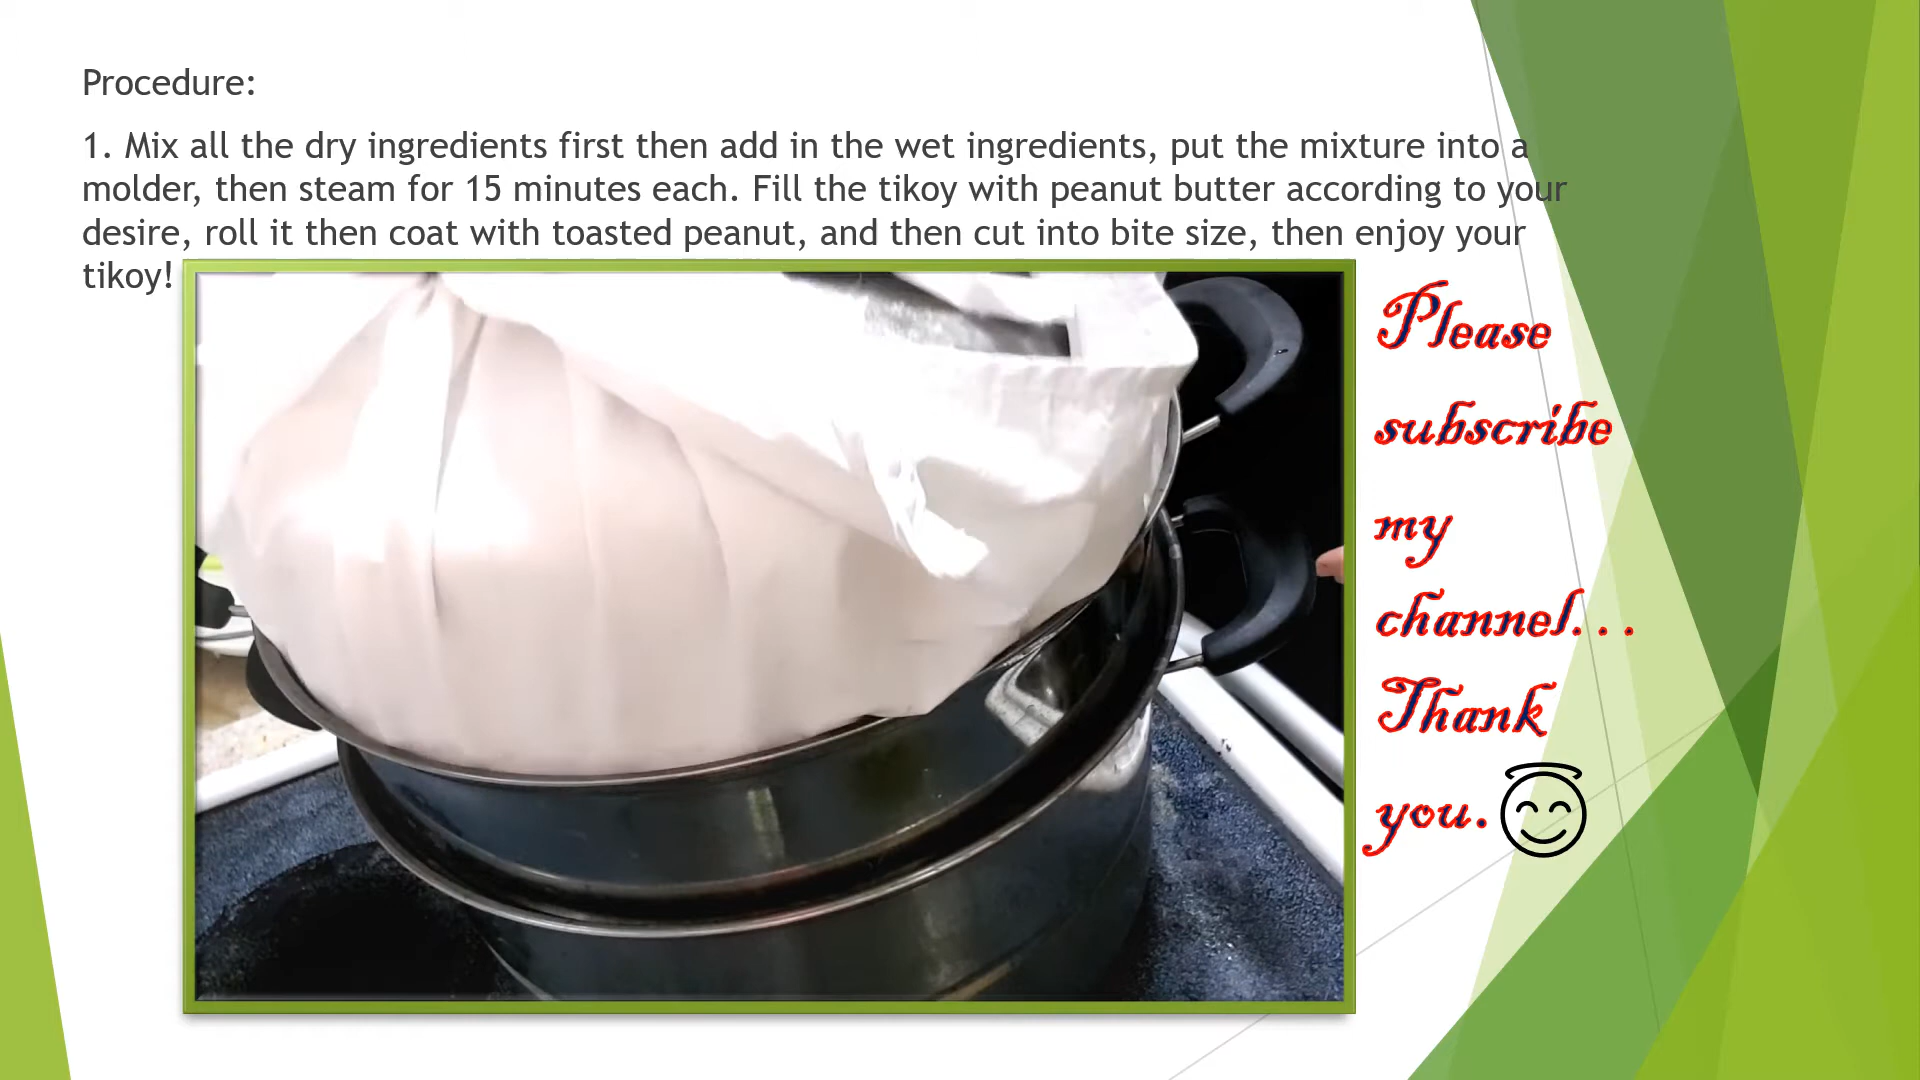 Procedure:
1. Mix all the dry ingredients first then add in the wet ingredients, put the mixture into a
molder, then steam for 15 minutes each. Fill the tikoy with peanut butter according to your
desire, roll it then coat with toasted peanut, and then cut into bite size, then enjoy your
tikoy!
Please
subscribe
my
channel...
Thank
you.